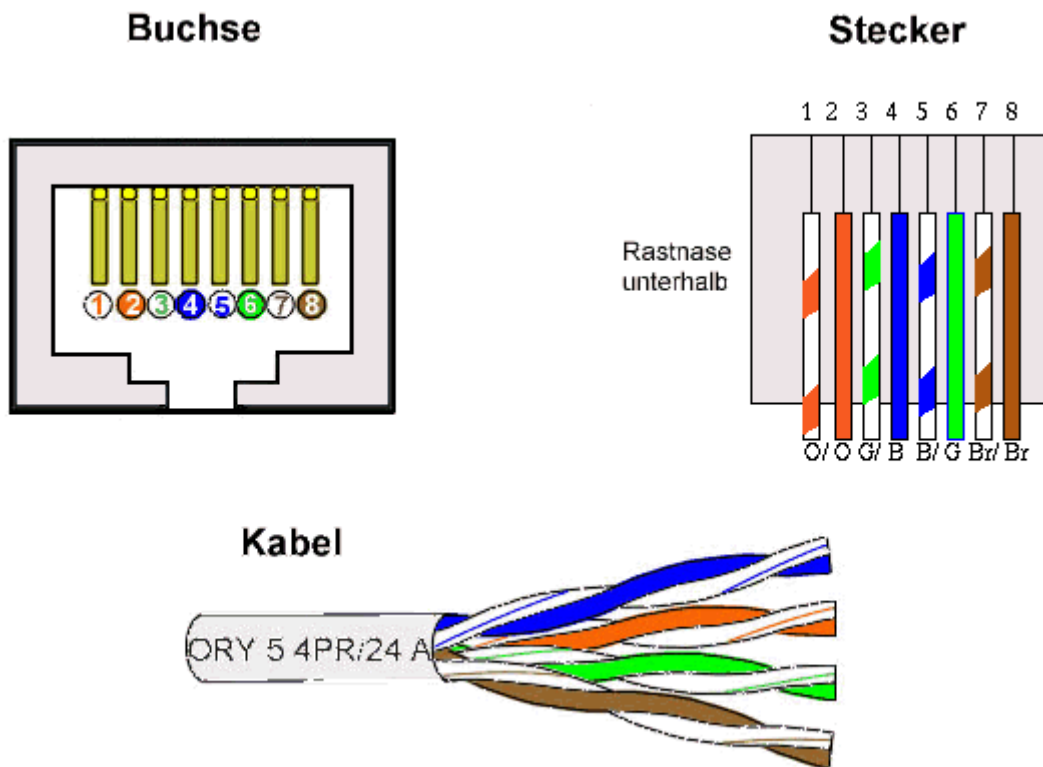 Buchse
Stecker
1 2 3 4 5 6 7 8
Rastnase
unterhalb
1 2 3 4 5 6 7 8
O/ O G/ B B/ G Br/ Br
Kabel
ORY 5 4PR/24 A